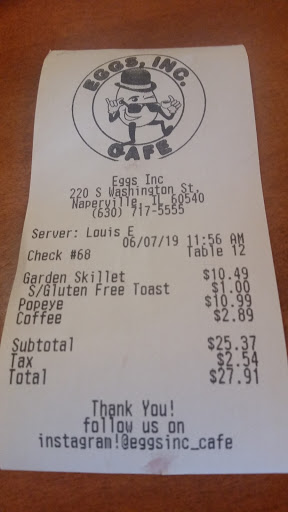 EGGS, INC.
CAFE
Eggs Inc
220 S Washington St.
Naperville, IL 60540
(630) 717-5555
Server: Louis E
06/07/19 11:56 AM
Check #68 Table 12
Garden Skillet $10.49
S/Gluten Free Toast $1.00
Popeye $10.99
Coffee $2.89
Subtotal $25.37
Tax $2.54
Total $27.91
Thank You!
follow us on
instagram!@eggsinc_cafe